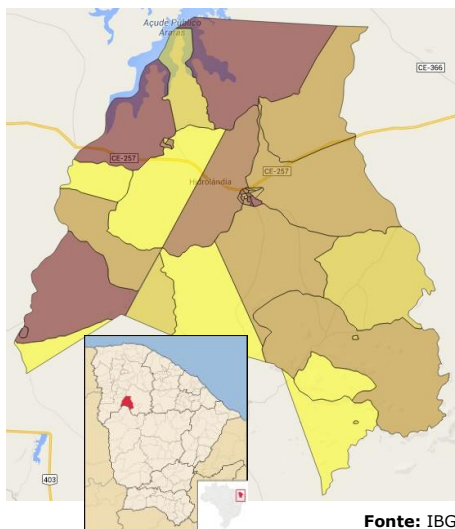 Açude Público
Araras
CE-366
CE-257
Hidrolândia
CE-257
403
Fonte: IBG